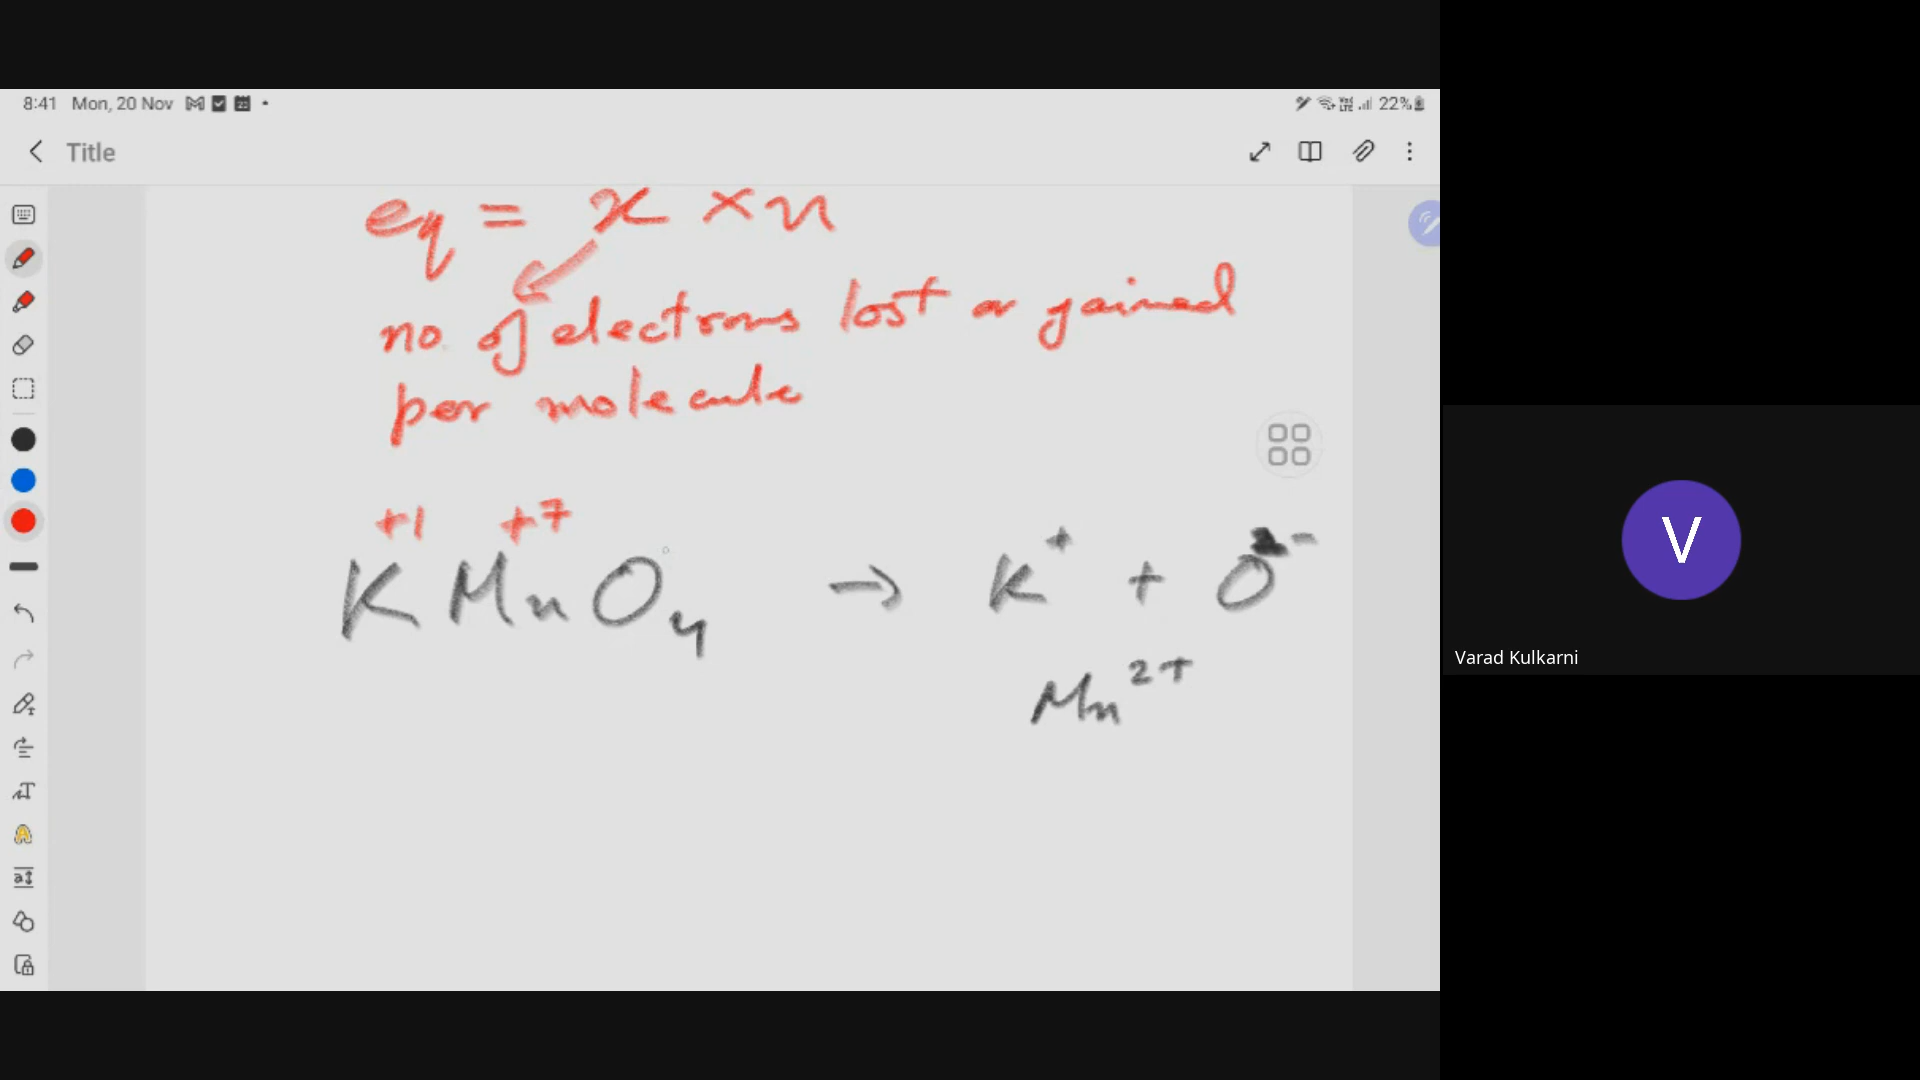 8:41 Mon, 20 Nov
22%
Title
eq = x × n
no. of electrons lost or gained
per molecule
+1 +7
KMnO4 → K+ + O2-
Mn2+
V
Varad Kulkarni